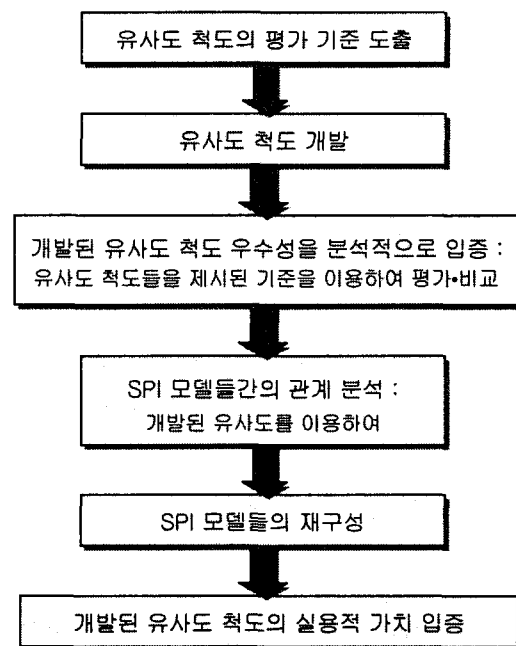 유사도 척도의 평가 기준 도출
유사도 척도 개발
개발된 유사도 척도 우수성을 분석적으로 입증 :
유사도 척도들을 제시된 기준을 이용하여 평가•비교
SPI 모델들간의 관계 분석 :
개발된 유사도를 이용하여
SPI 모델들의 재구성
개발된 유사도 척도의 실용적 가치 입증